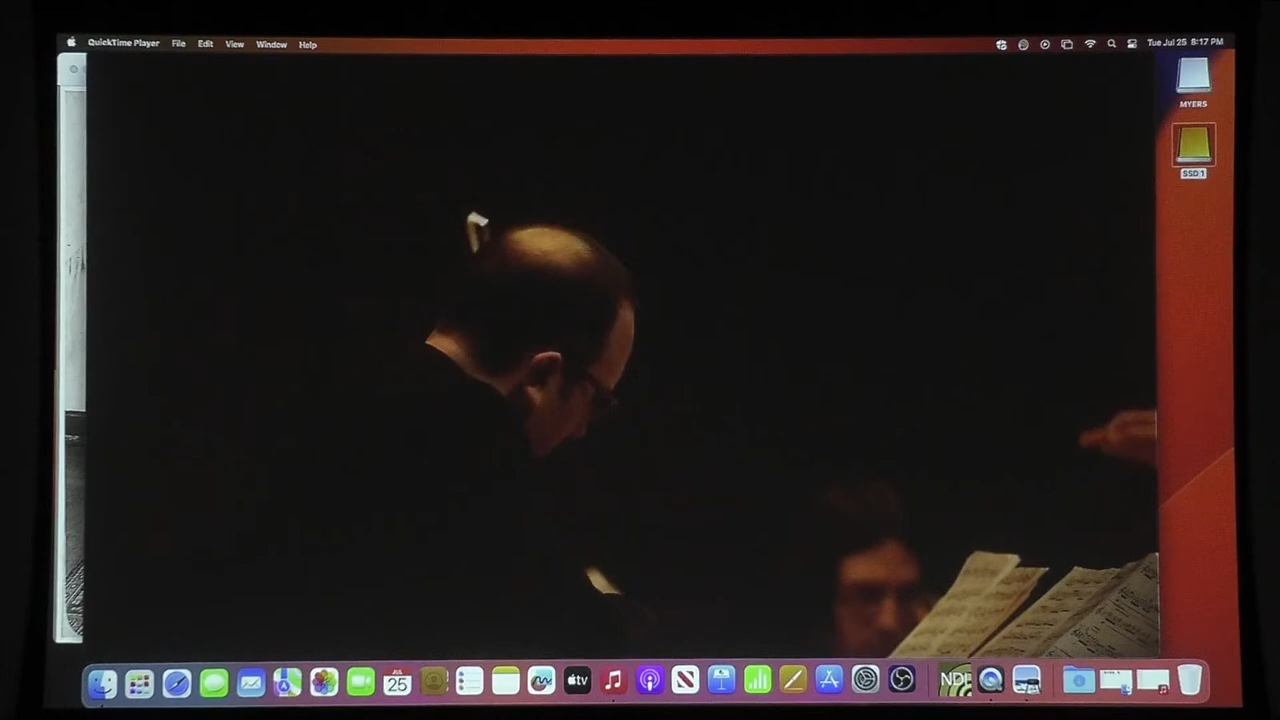 QuickTime Player File Edit View Window Help Tue Jul 25 8:17 PM
MYERS
SSD 1
JUL
25
tv
NDI